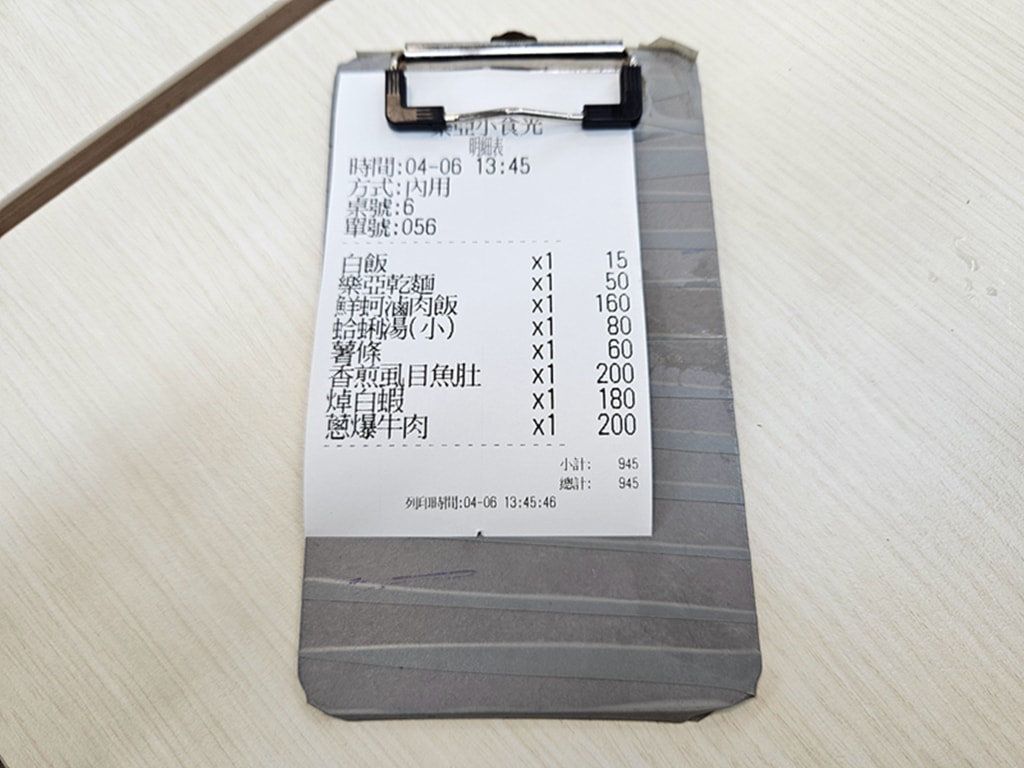 樂亞小食光
明細表
時間:04-06 13:45
方式:內用
桌號:6
單號:056
白飯 x1 15
樂亞乾麵 x1 50
鮮蚵滷肉飯 x1 160
蛤蜊湯(小) x1 80
薯條 x1 60
香煎虱目魚肚 x1 200
焯白蝦 x1 180
蔥爆牛肉 x1 200
小計: 945
總計: 945
列印時間:04-06 13:45:46